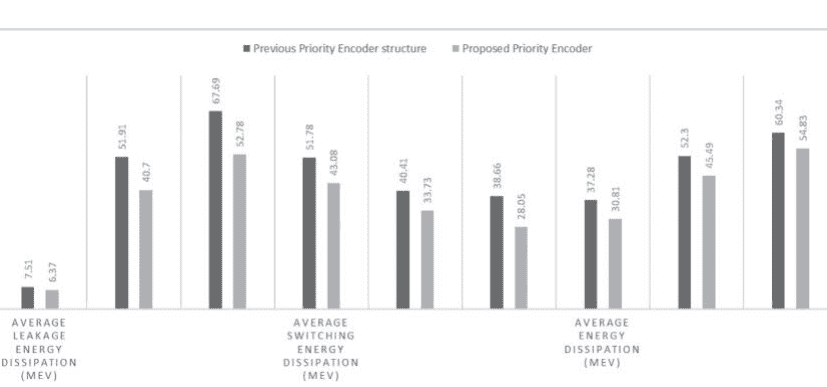 Previous Priority Encoder structure Proposed Priority Encoder
7.51 6.37 51.91 40.7 67.69 52.78 51.78 43.08 40.41 33.73 38.66 28.05 37.28 30.81 52.3 45.49 60.34 54.83
AVERAGE
LEAKAGE
ENERGY
DISSIPATION
(MEV)
AVERAGE
SWITCHING
ENERGY
DISSIPATION
(MEV)
AVERAGE
ENERGY
DISSIPATION
(MEV)